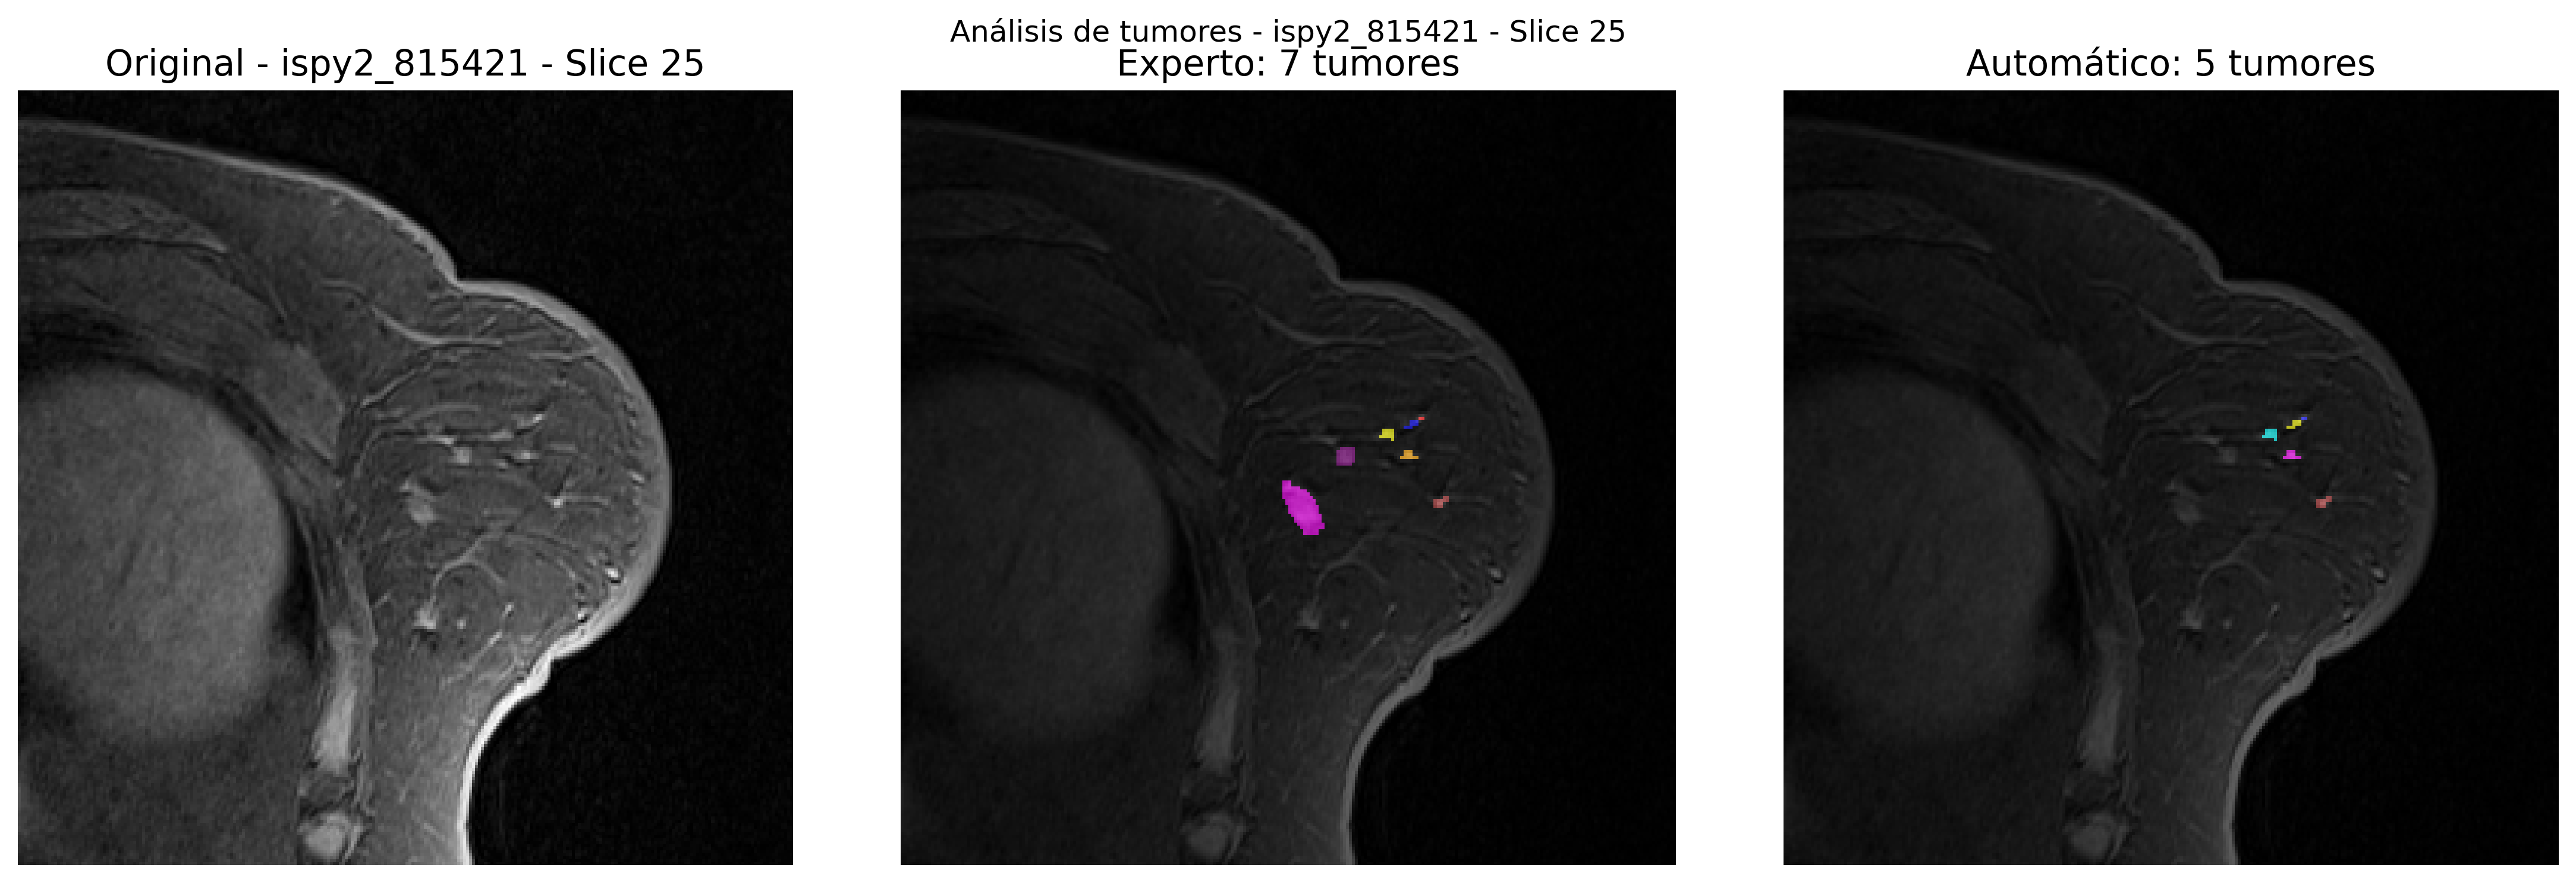 Análisis de tumores - ispy2_815421 - Slice 25
Original - ispy2_815421 - Slice 25
Experto: 7 tumores
Automático: 5 tumores